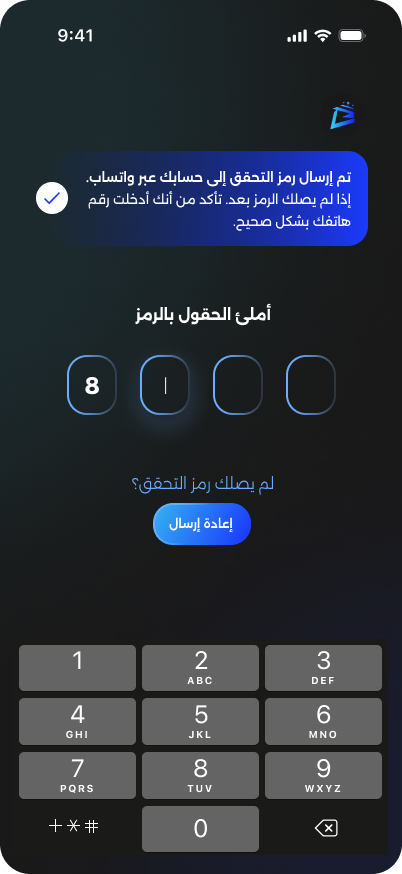 9:41
تم إرسال رمز التحقق إلى حسابك عبر واتساب.
إذا لم يصلك الرمز بعد. تأكد من أنك أدخلت رقم
هاتفك بشكل صحيح.
أملئ الحقول بالرمز
8
لم يصلك رمز التحقق؟
إعادة إرسال
1 2 3
ABC DEF
4 5 6
GHI JKL MNO
7 8 9
PQRS TUV WXYZ
+*# 0